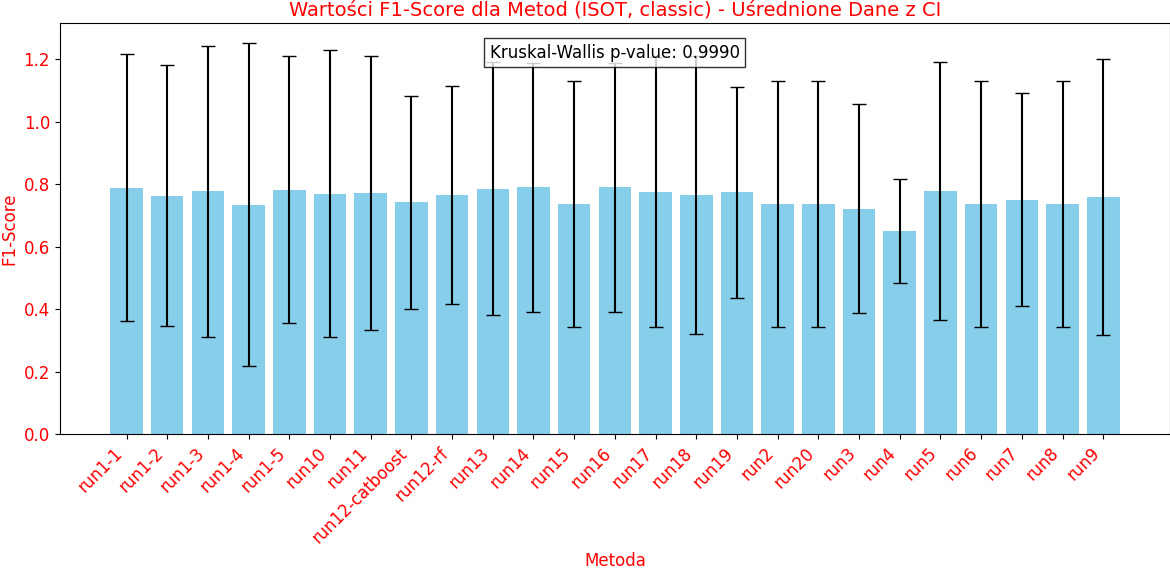 Wartości F1-Score dla Metod (ISOT, classic) - Uśrednione Dane z CI
Kruskal-Wallis p-value: 0.9990
1.2
1.0
0.8
0.6
0.4
0.2
0.0
F1-Score
run1-1
run1-2
run1-3
run1-4
run1-5
run10
run11
run12-catboost
run12-rf
run13
run14
run15
run16
run17
run18
run19
run2
run20
run3
run4
run5
run6
run7
run8
run9
Metoda